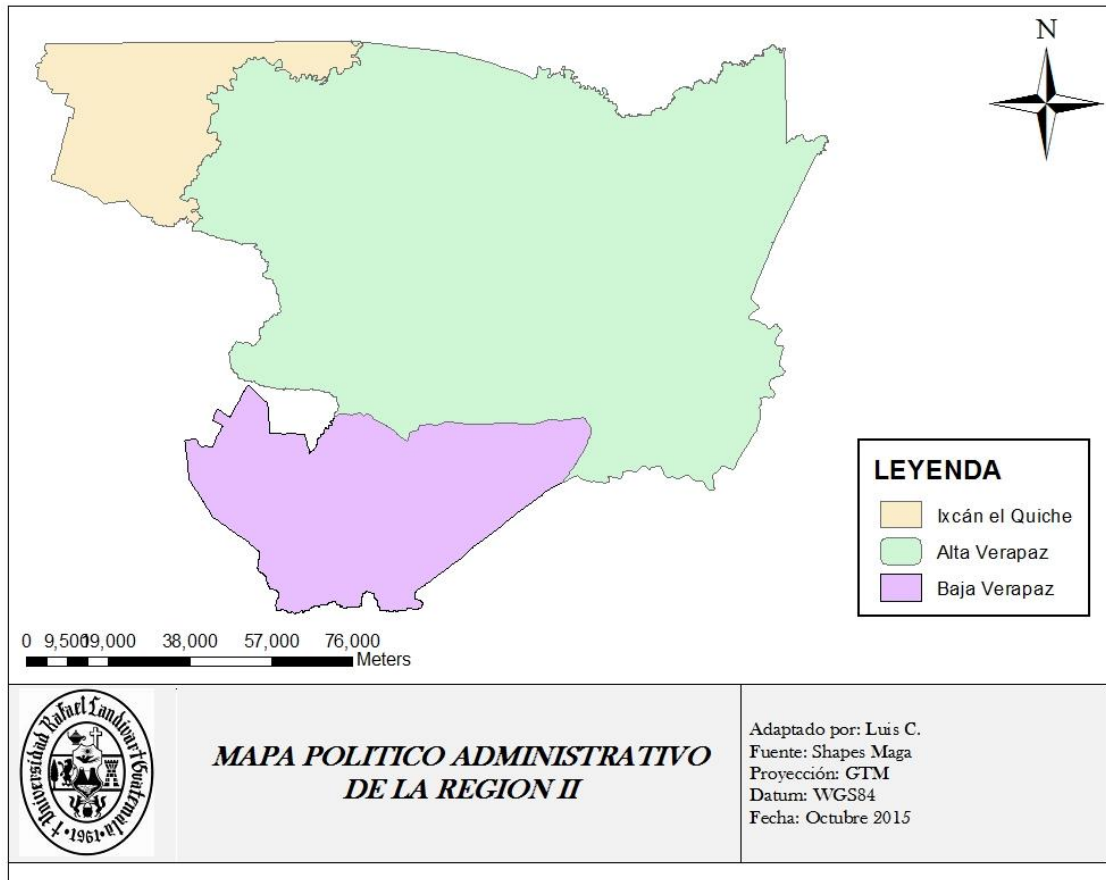 N
LEYENDA
Ixcán el Quiche
Alta Verapaz
Baja Verapaz
0 9,50019,000 38,000 57,000 76,000
Meters
Universidad Rafael Landívar Guatemala
1961
MAPA POLITICO ADMINISTRATIVO
DE LA REGION II
Adaptado por: Luis C.
Fuente: Shapes Maga
Proyección: GTM
Datum: WGS84
Fecha: Octubre 2015